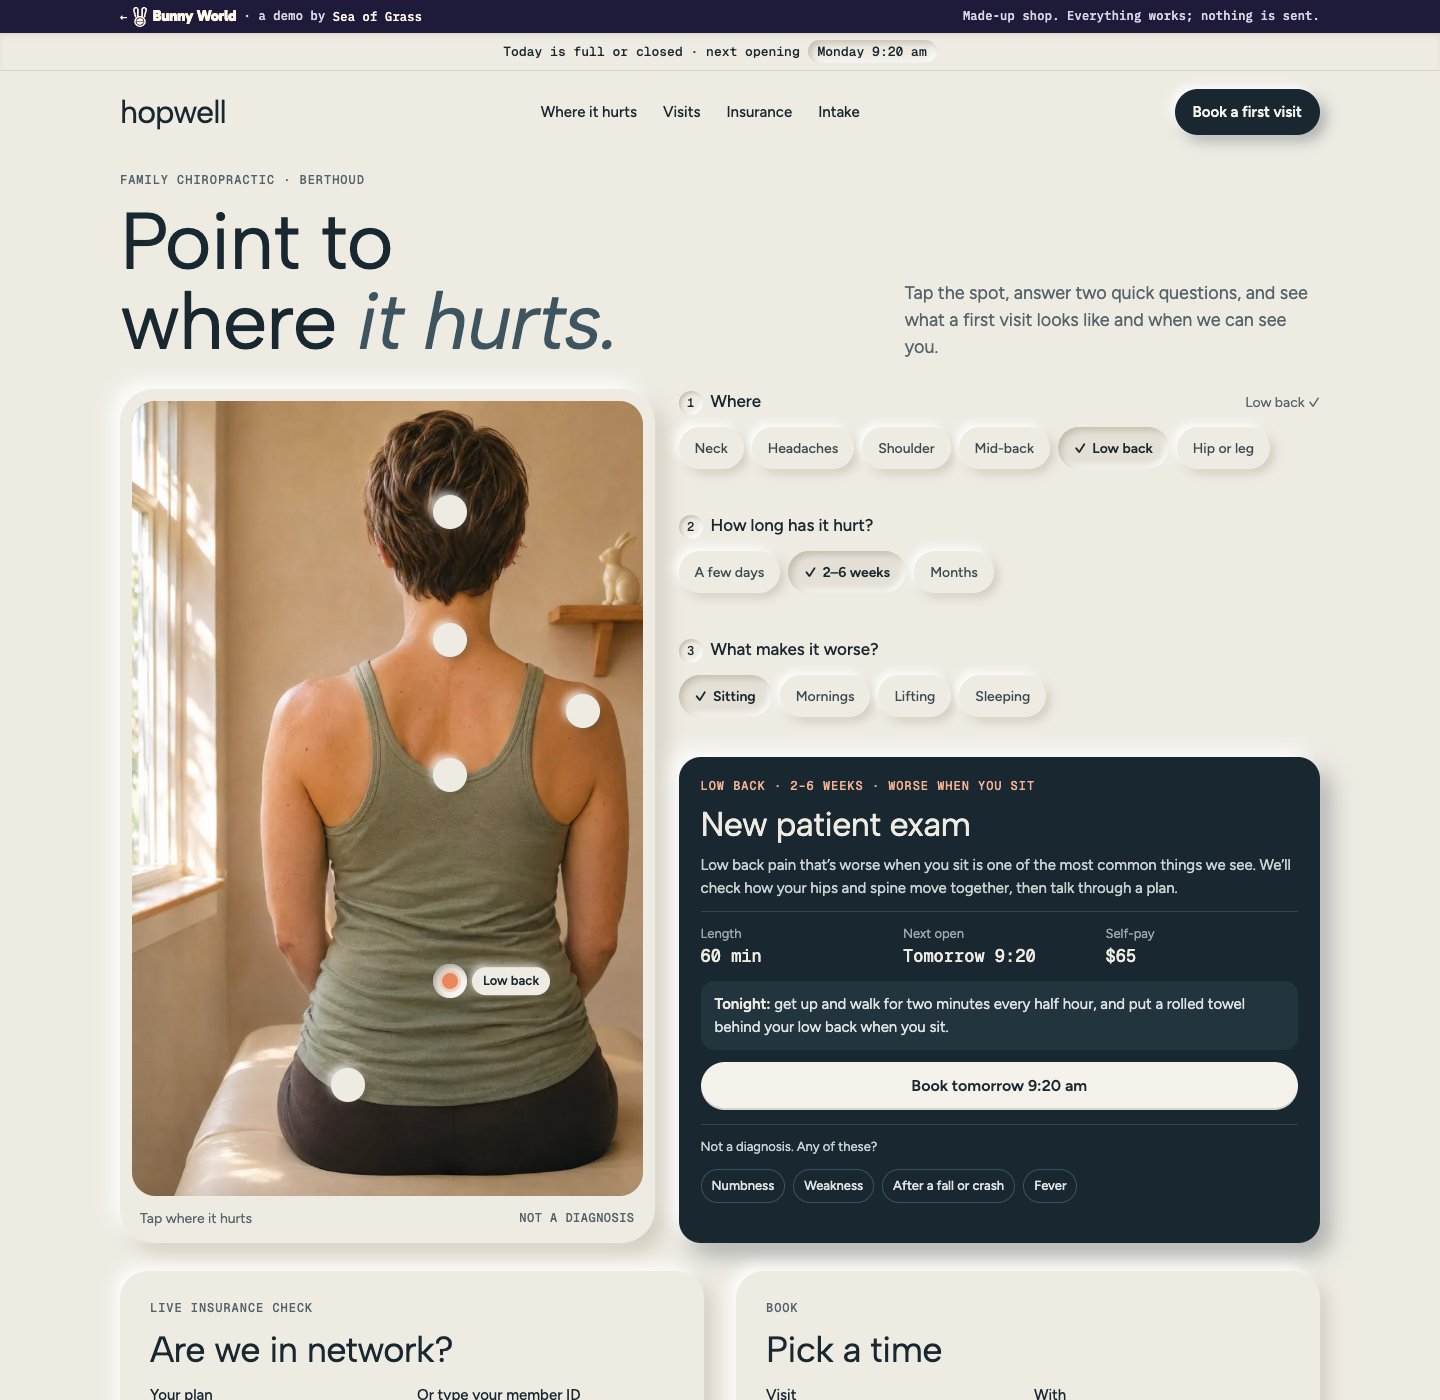 ← Bunny World · a demo by Sea of Grass
Made-up shop. Everything works; nothing is sent.
Today is full or closed · next opening Monday 9:20 am
hopwell
Where it hurts Visits Insurance Intake
Book a first visit
FAMILY CHIROPRACTIC · BERTHOUD
Point to
where it hurts.
Tap the spot, answer two quick questions, and see
what a first visit looks like and when we can see
you.
1 Where
Low back ✓
Neck Headaches Shoulder Mid-back ✓ Low back Hip or leg
2 How long has it hurt?
A few days ✓ 2–6 weeks Months
3 What makes it worse?
✓ Sitting Mornings Lifting Sleeping
Low back
Tap where it hurts
NOT A DIAGNOSIS
LOW BACK · 2–6 WEEKS · WORSE WHEN YOU SIT
New patient exam
Low back pain that’s worse when you sit is one of the most common things we see. We’ll
check how your hips and spine move together, then talk through a plan.
Length Next open Self-pay
60 min Tomorrow 9:20 $65
Tonight: get up and walk for two minutes every half hour, and put a rolled towel
behind your low back when you sit.
Book tomorrow 9:20 am
Not a diagnosis. Any of these?
Numbness Weakness After a fall or crash Fever
LIVE INSURANCE CHECK
Are we in network?
Your plan Or type your member ID
BOOK
Pick a time
Visit With